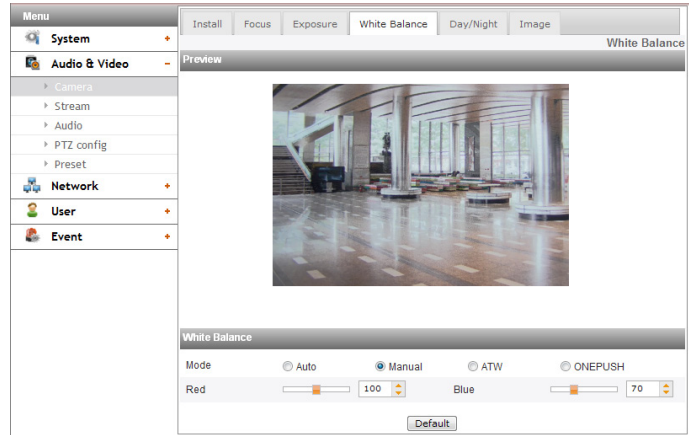 Menu
System
Audio & Video
Camera
Stream
Audio
PTZ config
Preset
Network
User
Event
Install Focus Exposure White Balance Day/Night Image
White Balance
Preview
White Balance
Mode Auto Manual ATW ONEPUSH
Red 100 Blue 70
Default